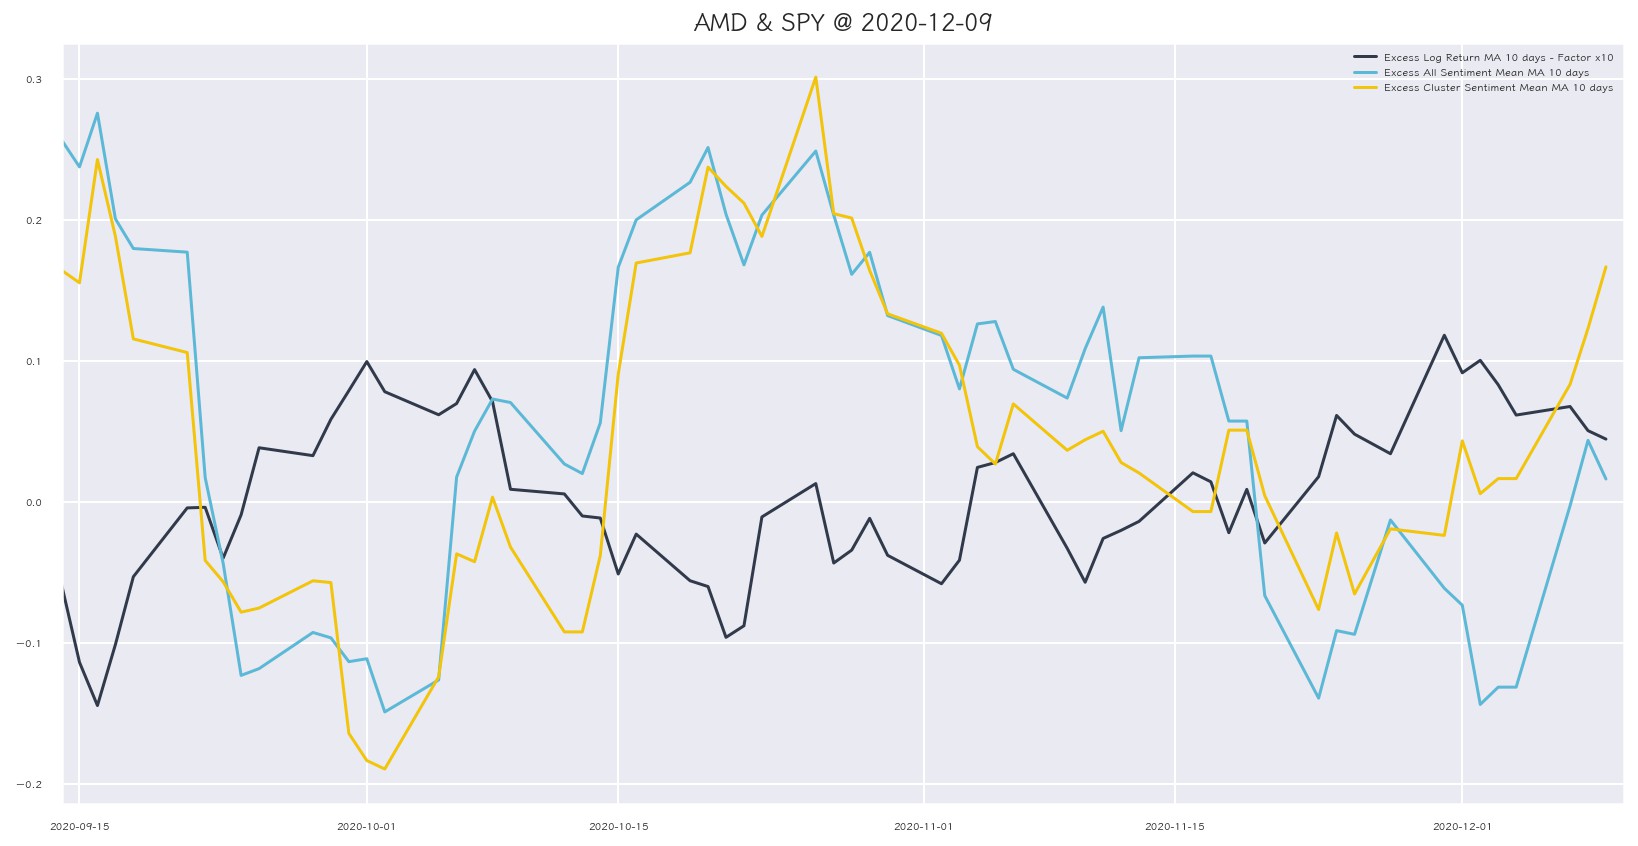 AMD & SPY @ 2020-12-09
Excess Log Return MA 10 days - Factor x10
Excess All Sentiment Mean MA 10 days
Excess Cluster Sentiment Mean MA 10 days
0.3
0.2
0.1
0.0
−0.1
−0.2
2020-09-15 2020-10-01 2020-10-15 2020-11-01 2020-11-15 2020-12-01